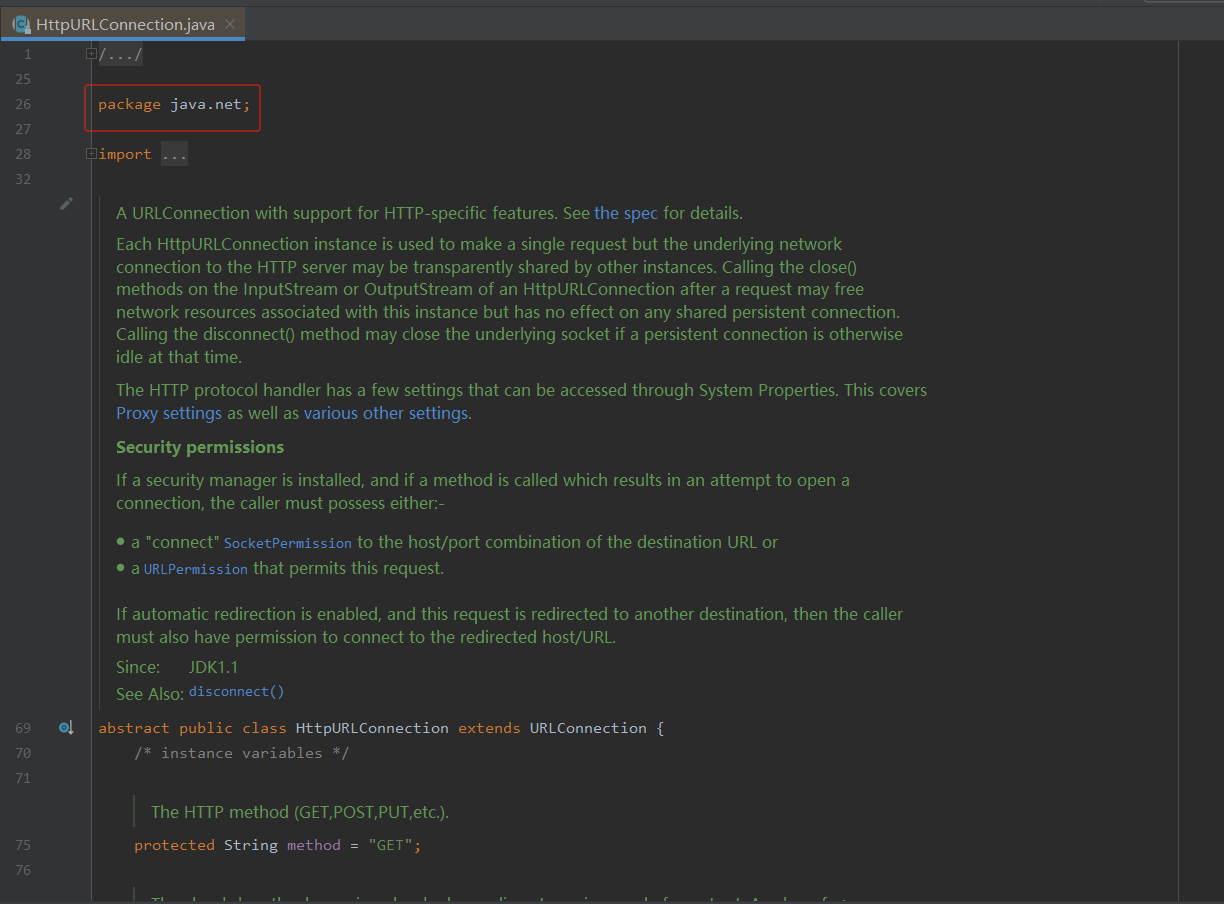 HttpURLConnection.java
1 /.../
25
26 package java.net;
27
28 import ...
32
A URLConnection with support for HTTP-specific features. See the spec for details.
Each HttpURLConnection instance is used to make a single request but the underlying network
connection to the HTTP server may be transparently shared by other instances. Calling the close()
methods on the InputStream or OutputStream of an HttpURLConnection after a request may free
network resources associated with this instance but has no effect on any shared persistent connection.
Calling the disconnect() method may close the underlying socket if a persistent connection is otherwise
idle at that time.
The HTTP protocol handler has a few settings that can be accessed through System Properties. This covers
Proxy settings as well as various other settings.
Security permissions
If a security manager is installed, and if a method is called which results in an attempt to open a
connection, the caller must possess either:-
• a "connect" SocketPermission to the host/port combination of the destination URL or
• a URLPermission that permits this request.
If automatic redirection is enabled, and this request is redirected to another destination, then the caller
must also have permission to connect to the redirected host/URL.
Since: JDK1.1
See Also: disconnect()
69 abstract public class HttpURLConnection extends URLConnection {
70 /* instance variables */
71
The HTTP method (GET,POST,PUT,etc.).
75 protected String method = "GET";
76